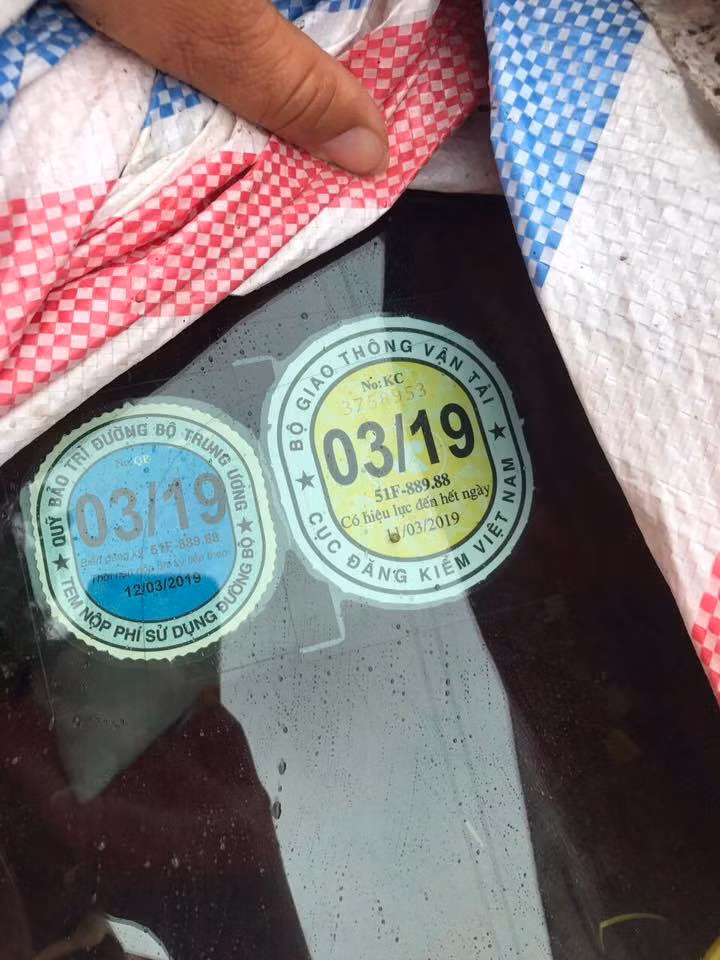 QUỸ BẢO TRÌ ĐƯỜNG BỘ TRUNG ƯƠNG
03/19
51F-889.88
12/03/2019
TEM NỘP PHÍ SỬ DỤNG ĐƯỜNG BỘ
BỘ GIAO THÔNG VẬN TẢI
No: KC
3258953
03/19
51F-889.88
Có hiệu lực đến hết ngày
11/03/2019
CỤC ĐĂNG KIỂM VIỆT NAM